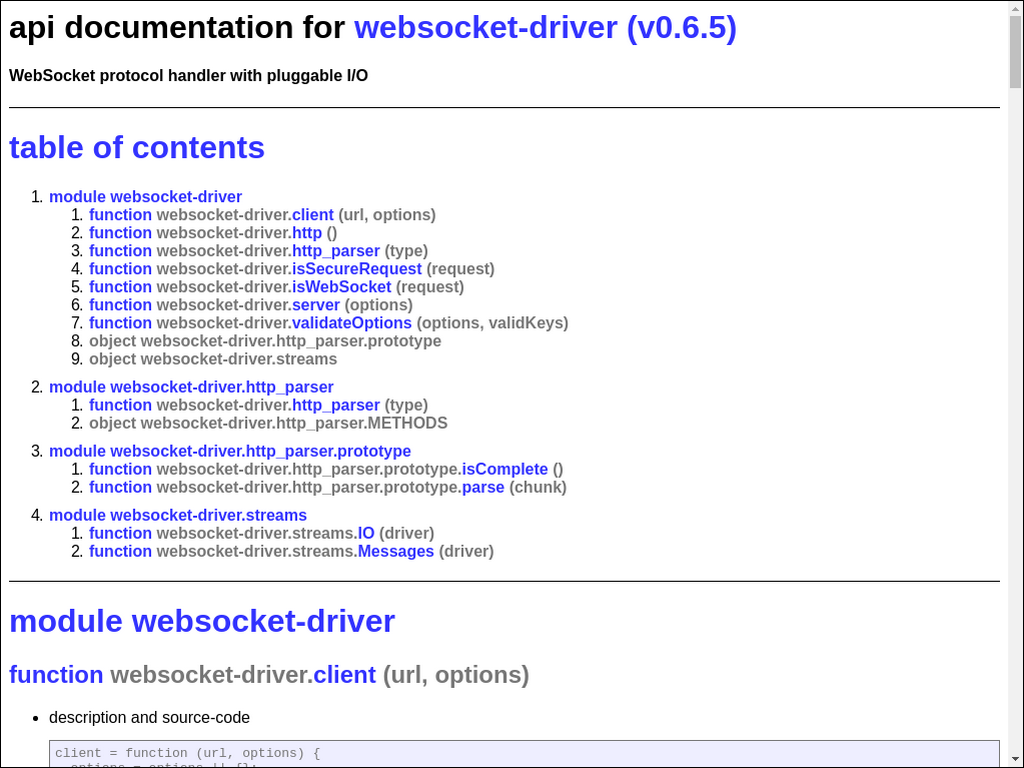 api documentation for websocket-driver (v0.6.5)
WebSocket protocol handler with pluggable I/O
table of contents
1. module websocket-driver
1. function websocket-driver.client (url, options)
2. function websocket-driver.http ()
3. function websocket-driver.http_parser (type)
4. function websocket-driver.isSecureRequest (request)
5. function websocket-driver.isWebSocket (request)
6. function websocket-driver.server (options)
7. function websocket-driver.validateOptions (options, validKeys)
8. object websocket-driver.http_parser.prototype
9. object websocket-driver.streams
2. module websocket-driver.http_parser
1. function websocket-driver.http_parser (type)
2. object websocket-driver.http_parser.METHODS
3. module websocket-driver.http_parser.prototype
1. function websocket-driver.http_parser.prototype.isComplete ()
2. function websocket-driver.http_parser.prototype.parse (chunk)
4. module websocket-driver.streams
1. function websocket-driver.streams.IO (driver)
2. function websocket-driver.streams.Messages (driver)
module websocket-driver
function websocket-driver.client (url, options)
• description and source-code
client = function (url, options) {
options = options || {};